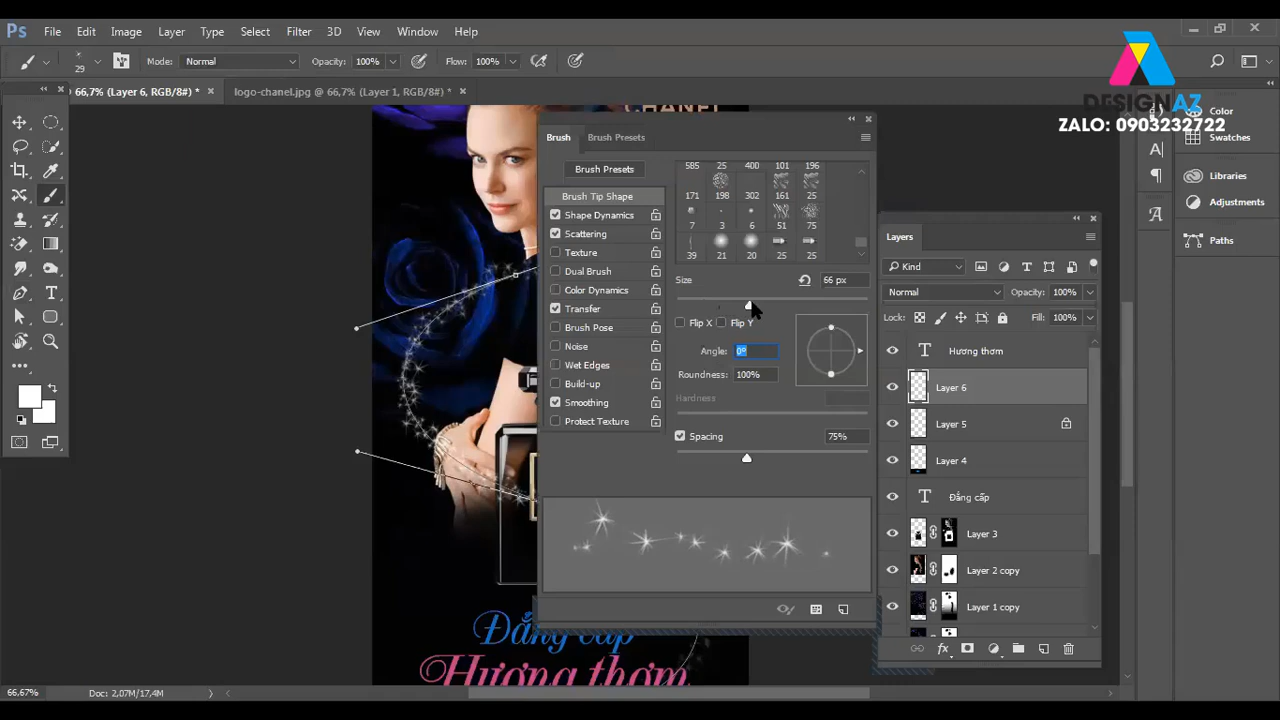 Ps File Edit Image Layer Type Select Filter 3D View Window Help
29 Mode: Normal Opacity: 100% Flow: 100%
66,7% (Layer 6, RGB/8#) * × logo-chanel.jpg @ 66,7% (Layer 1, RGB/8#) * ×
DESIGNAZ
ZALO: 0903232722
CHANEL
Brush Brush Presets
Brush Presets
Brush Tip Shape
Shape Dynamics
Scattering
Texture
Dual Brush
Color Dynamics
Transfer
Brush Pose
Noise
Wet Edges
Build-up
Smoothing
Protect Texture
585 400 101 196
171 198 302 161 25
7 3 6 51 75
39 21 20 25 25
Size 66 px
Flip X Flip Y
Angle: 0°
Roundness: 100%
Hardness
Spacing 75%
Color
Swatches
Libraries
Adjustments
Paths
Layers
Kind
Normal Opacity: 100%
Lock: Fill: 100%
T Hương thơm
Layer 6
Layer 5
Layer 4
T Đẳng cấp
Layer 3
Layer 2 copy
Layer 1 copy
fx
Đẳng cấp
Hương thơm
66.67% Doc: 2,07M/17,4M